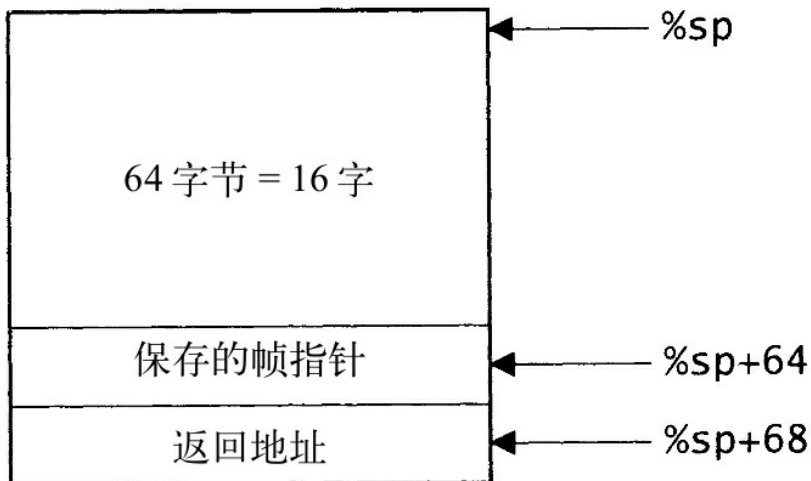 %sp
64 字节 = 16 字
保存的帧指针
%sp+64
返回地址
%sp+68